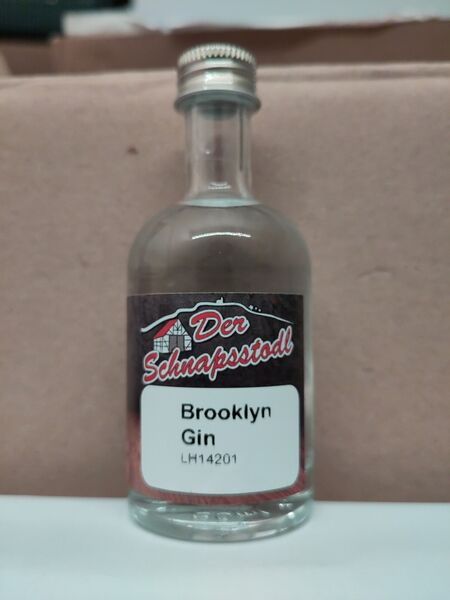 Der
Schnapsstodl
Brooklyn
Gin
LH14201